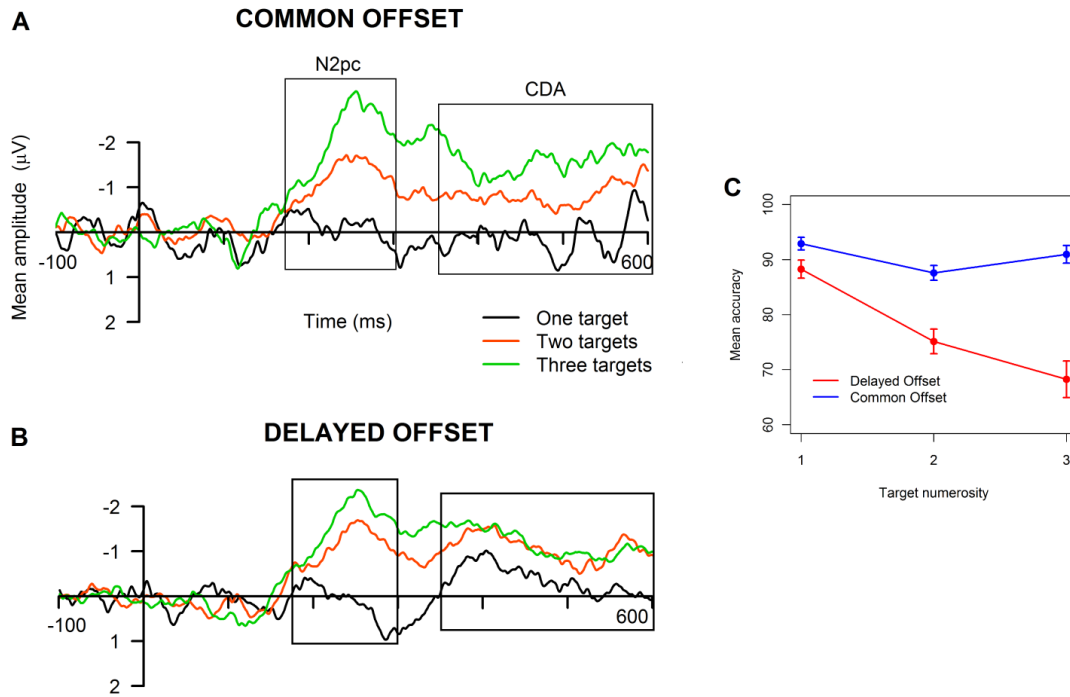 A
COMMON OFFSET
N2pc
CDA
Mean amplitude (μV)
-2
-1
1
2
-100
600
Time (ms)
One target
Two targets
Three targets
B
DELAYED OFFSET
-2
-1
1
2
-100
600
C
Mean accuracy
100
90
80
70
60
Delayed Offset
Common Offset
1 2 3
Target numerosity